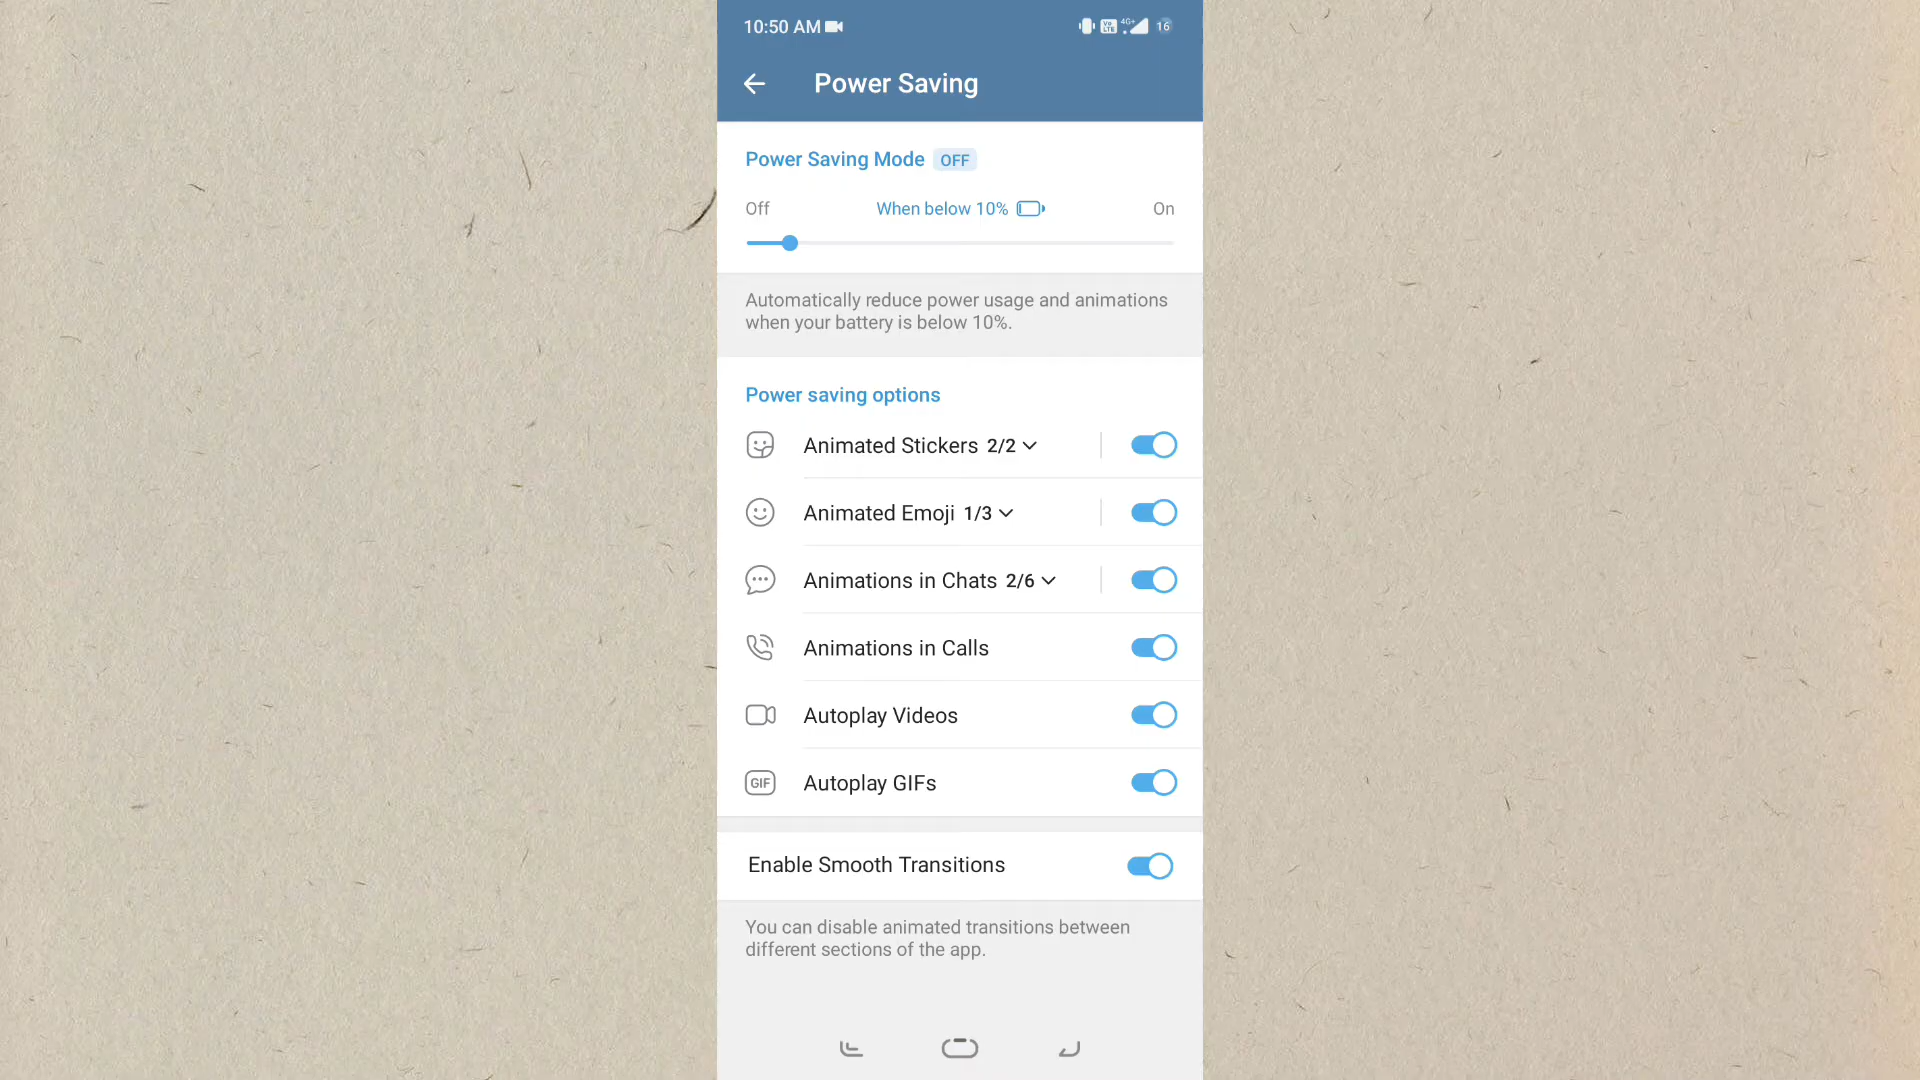 10:50 AM
Vo LTE 4G+ 16
Power Saving
Power Saving Mode OFF
Off When below 10% On
Automatically reduce power usage and animations
when your battery is below 10%.
Power saving options
Animated Stickers 2/2
Animated Emoji 1/3
Animations in Chats 2/6
Animations in Calls
Autoplay Videos
GIF Autoplay GIFs
Enable Smooth Transitions
You can disable animated transitions between
different sections of the app.